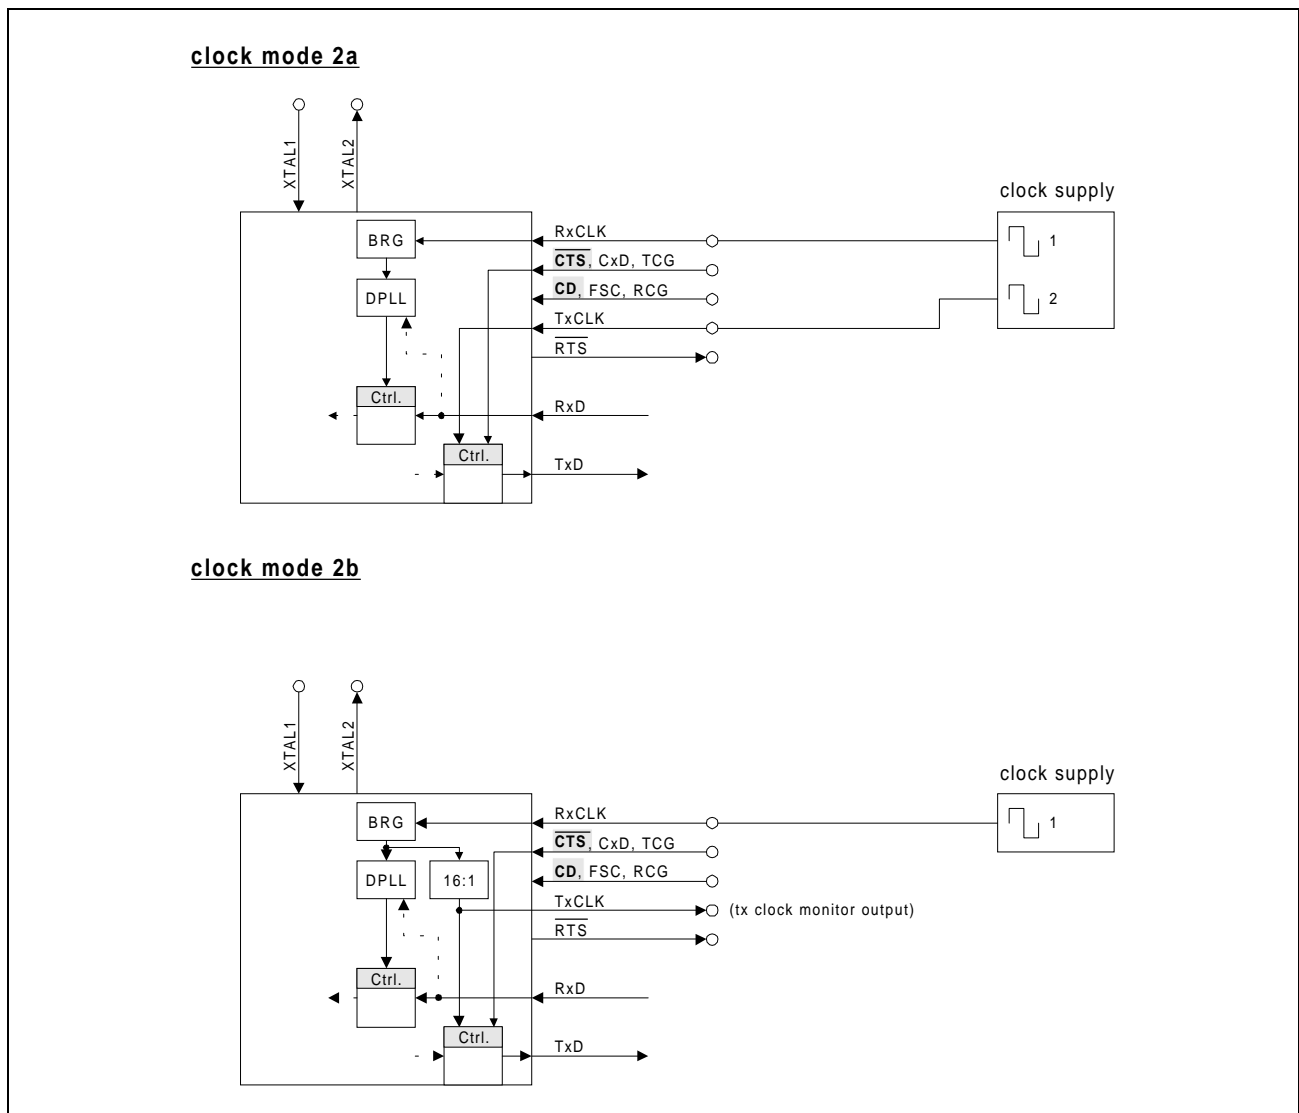 clock mode 2a
XTAL1
XTAL2
clock supply
BRG
RxCLK
1
CTS, CxD, TCG
DPLL
CD, FSC, RCG
2
TxCLK
RTS
Ctrl.
RxD
Ctrl.
TxD
clock mode 2b
XTAL1
XTAL2
clock supply
BRG
RxCLK
1
CTS, CxD, TCG
DPLL
16:1
CD, FSC, RCG
TxCLK
(tx clock monitor output)
RTS
Ctrl.
RxD
Ctrl.
TxD